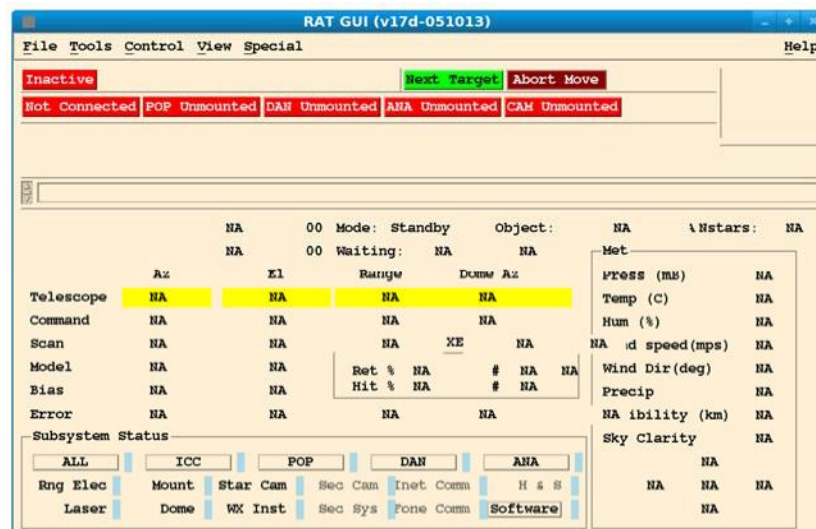 RAT GUI (v17d-051013)
File Tools Control View Special Help
Inactive Next Target Abort Move
Not Connected POP Unmounted DAN Unmounted ANA Unmounted CAM Unmounted
NA 00 Mode: Standby Object: NA Nstars: NA
NA 00 Waiting: NA NA Met
Az El Range Dome Az Press (mB) NA
Telescope NA NA NA NA Temp (C) NA
Command NA NA NA NA Hum (%) NA
Scan NA NA NA XE NA NA d speed(mps) NA
Model NA NA Ret % NA # NA NA Wind Dir(deg) NA
Bias NA NA Hit % NA # NA Precip NA
Error NA NA NA NA NA ibility (km) NA
Subsystem Status Sky Clarity NA
ALL ICC POP DAN ANA NA
Rng Elec Mount Star Cam Sec Cam Inet Comm H & S NA NA NA
Laser Dome WX Inst Sec Sys Fone Comm Software NA